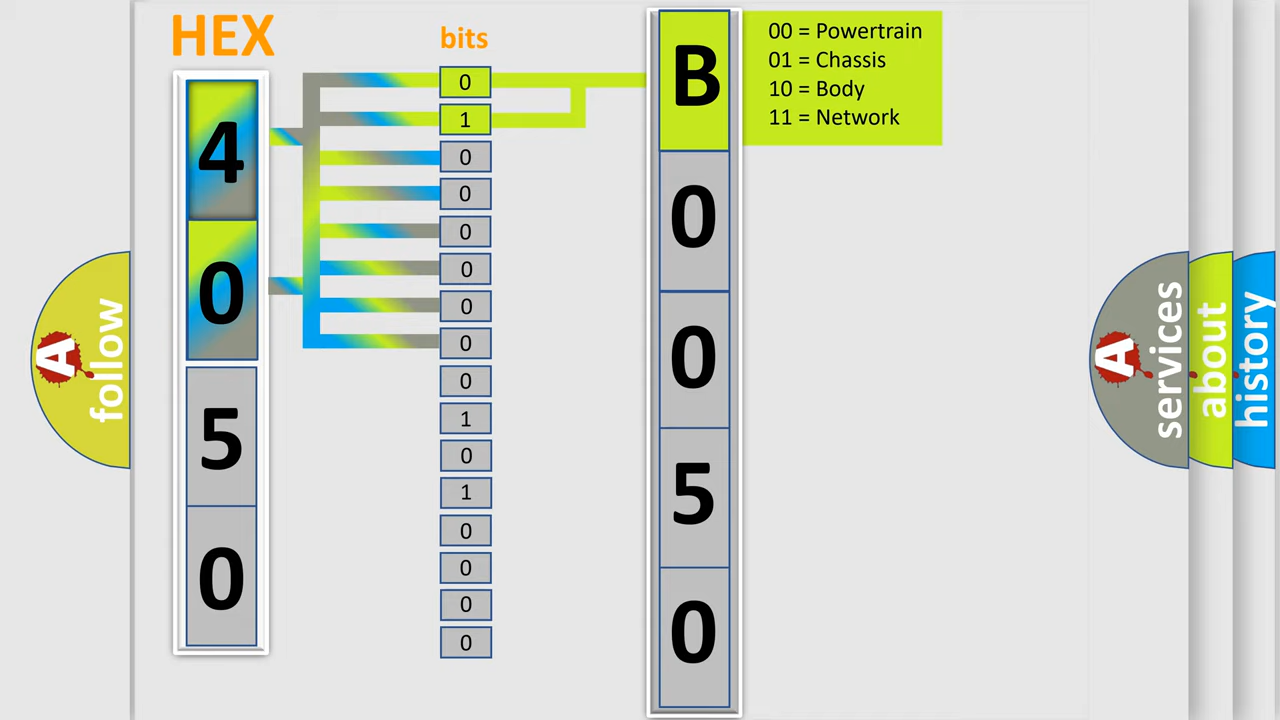 HEX
bits
4
0
5
0
0
1
0
0
0
0
0
0
0
1
0
1
0
0
0
0
B
0
0
5
0
00 = Powertrain
01 = Chassis
10 = Body
11 = Network
A
follow
A
services
about
history